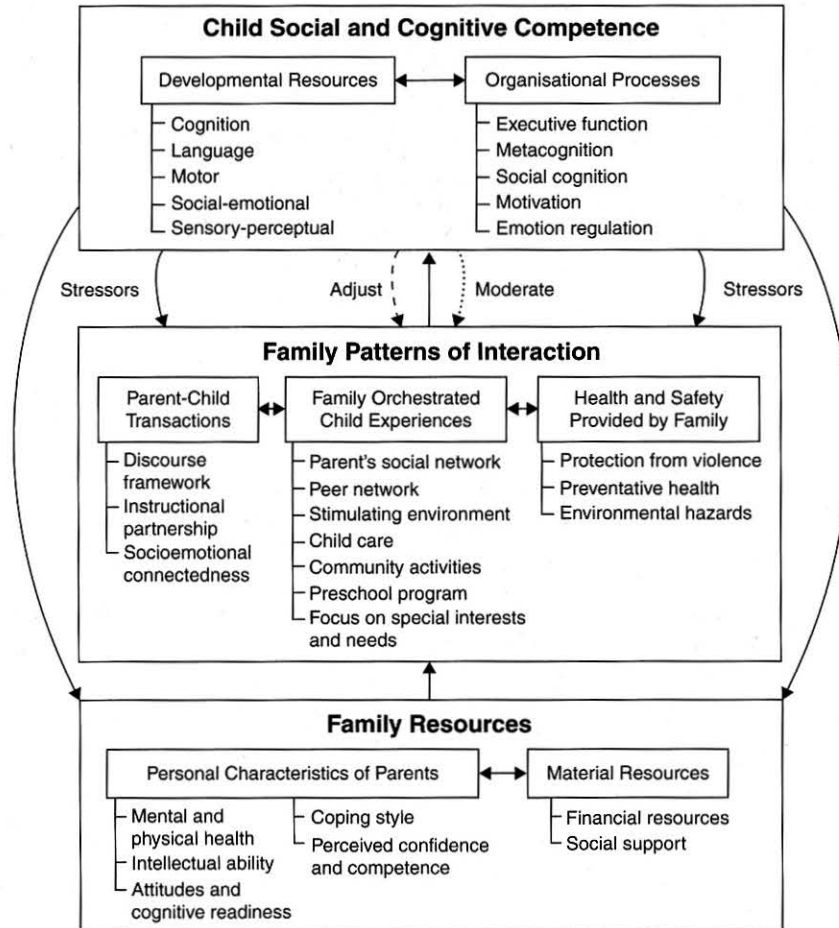 Child Social and Cognitive Competence
Developmental Resources
Cognition
Language
Motor
Social-emotional
Sensory-perceptual
Organisational Processes
Executive function
Metacognition
Social cognition
Motivation
Emotion regulation
Stressors
Adjust
Moderate
Stressors
Family Patterns of Interaction
Parent-Child
Transactions
Discourse
framework
Instructional
partnership
Socioemotional
connectedness
Family Orchestrated
Child Experiences
Parent's social network
Peer network
Stimulating environment
Child care
Community activities
Preschool program
Focus on special interests
and needs
Health and Safety
Provided by Family
Protection from violence
Preventative health
Environmental hazards
Family Resources
Personal Characteristics of Parents
Mental and
physical health
Intellectual ability
Attitudes and
cognitive readiness
Coping style
Perceived confidence
and competence
Material Resources
Financial resources
Social support